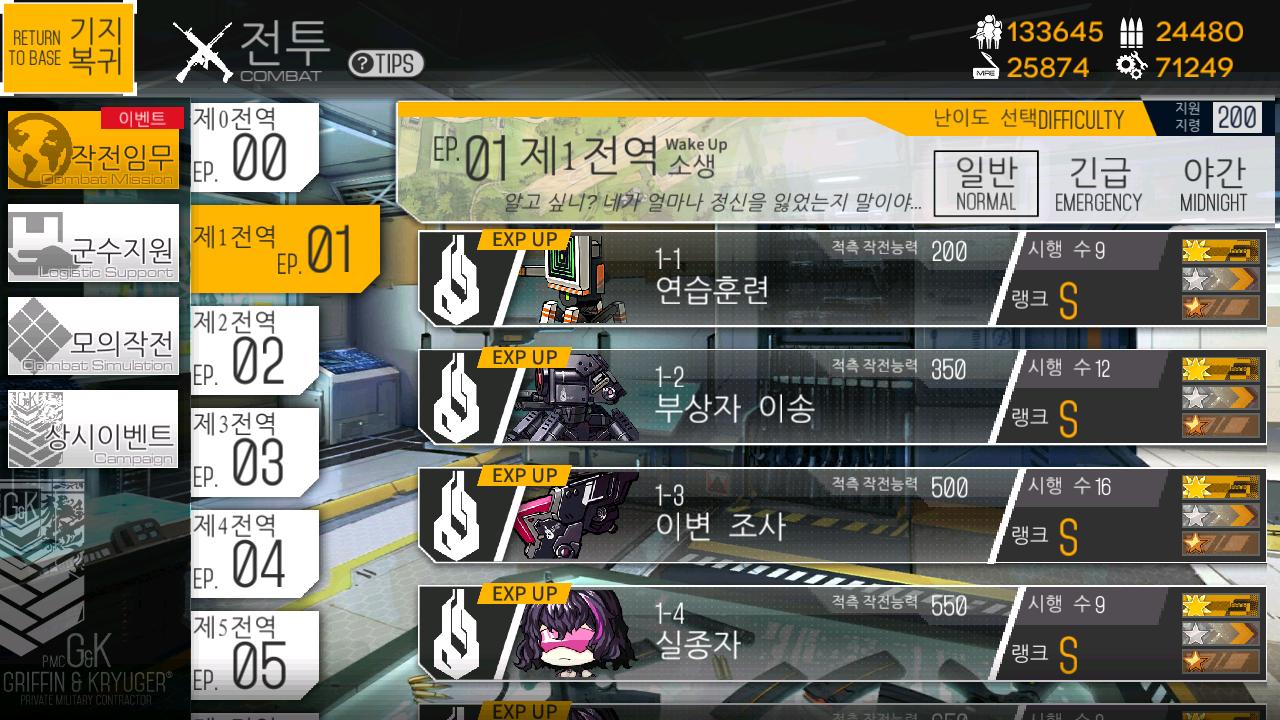 RETURN TO BASE 기지 복귀
전투
COMBAT
?TIPS
133645
24480
MRE
25874
71249
이벤트
작전임무
Combat Mission
군수지원
Logistic Support
모의작전
Combat Simulation
상시이벤트
Campaign
G&K
PMC G&K
GRIFFIN & KRYUGER®
PRIVATE MILITARY CONTRACTOR
제0전역
EP. 00
제1전역
EP. 01
제2전역
EP. 02
제3전역
EP. 03
제4전역
EP. 04
제5전역
EP. 05
난이도 선택DIFFICULTY
지원 지령 200
EP. 01 제1전역 Wake Up 소생
알고 싶니? 네가 얼마나 정신을 잃었는지 말이야...
일반
NORMAL
긴급
EMERGENCY
야간
MIDNIGHT
EXP UP
1-1
연습훈련
적측 작전능력 200
시행 수 9
랭크 S
EXP UP
1-2
부상자 이송
적측 작전능력 350
시행 수 12
랭크 S
EXP UP
1-3
이변 조사
적측 작전능력 500
시행 수 16
랭크 S
EXP UP
1-4
실종자
적측 작전능력 550
시행 수 9
랭크 S
EXP UP